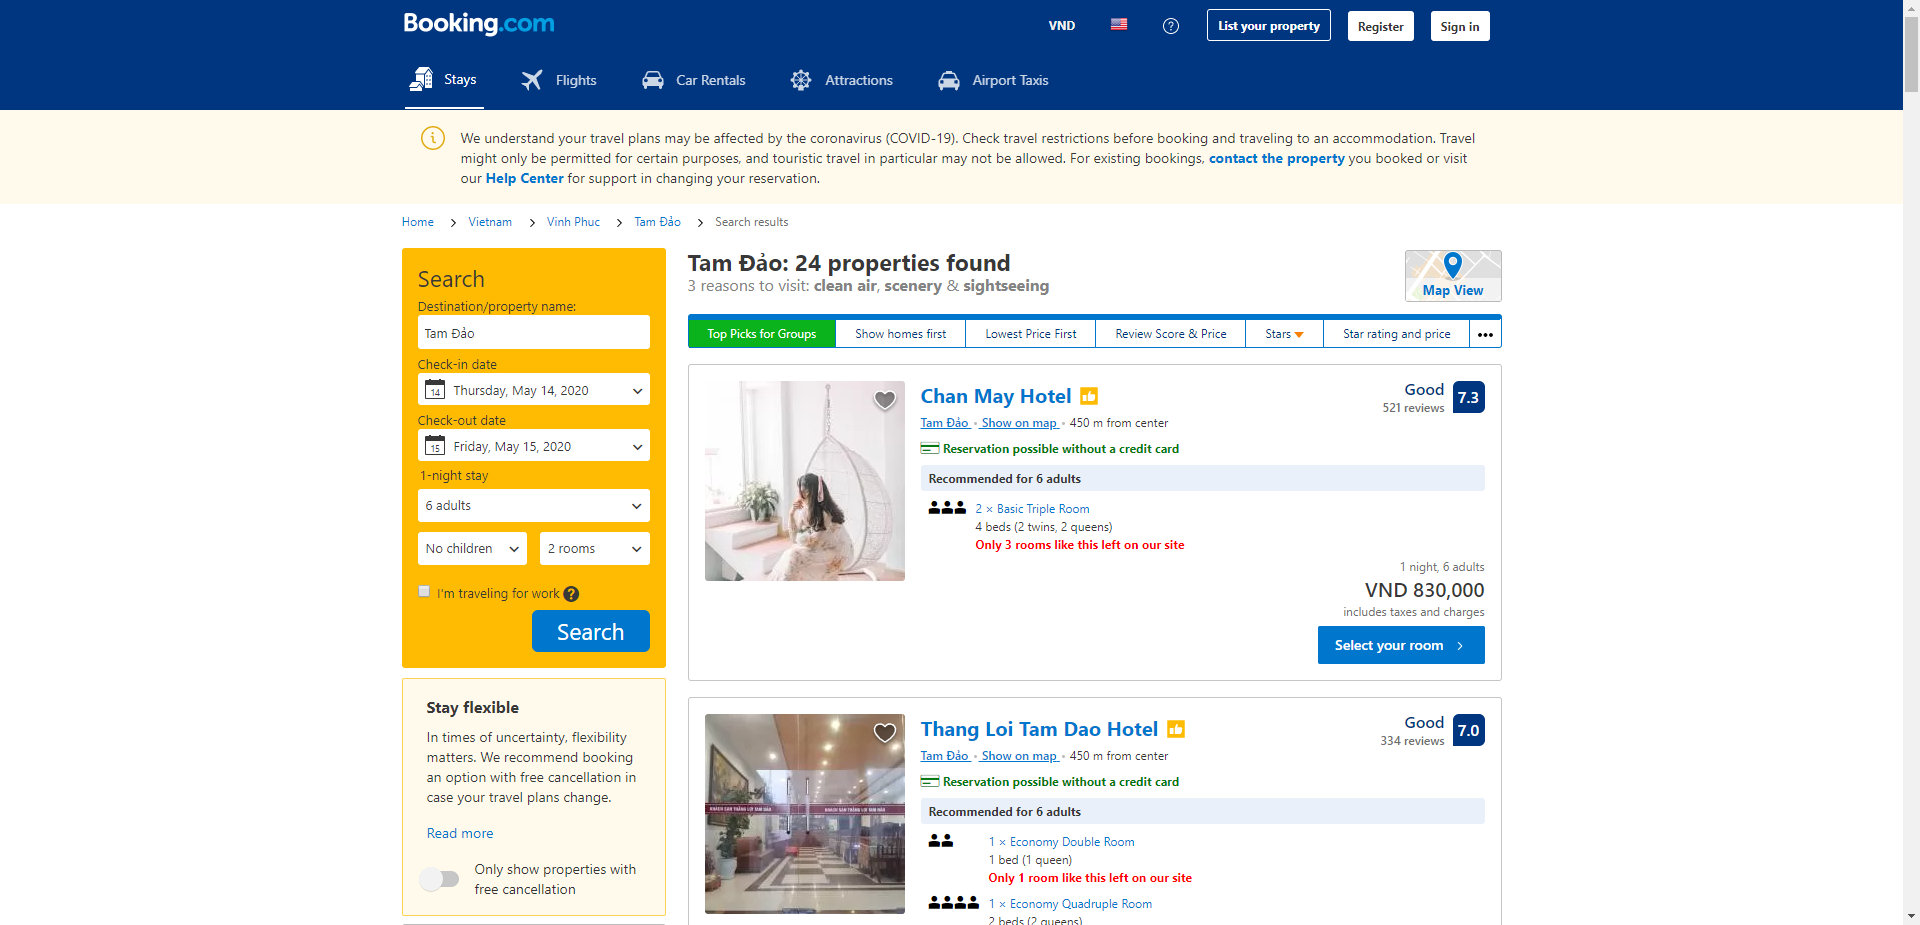 Booking.com
VND
List your property
Register
Sign in
Stays
Flights
Car Rentals
Attractions
Airport Taxis
We understand your travel plans may be affected by the coronavirus (COVID-19). Check travel restrictions before booking and traveling to an accommodation. Travel
might only be permitted for certain purposes, and touristic travel in particular may not be allowed. For existing bookings, contact the property you booked or visit
our Help Center for support in changing your reservation.
Home > Vietnam > Vinh Phuc > Tam Đảo > Search results
Search
Destination/property name:
Tam Đảo
Check-in date
14 Thursday, May 14, 2020
Check-out date
15 Friday, May 15, 2020
1-night stay
6 adults
No children
2 rooms
I'm traveling for work
Search
Stay flexible
In times of uncertainty, flexibility
matters. We recommend booking
an option with free cancellation in
case your travel plans change.
Read more
Only show properties with
free cancellation
Tam Đảo: 24 properties found
3 reasons to visit: clean air, scenery & sightseeing
Map View
Top Picks for Groups
Show homes first
Lowest Price First
Review Score & Price
Stars
Star rating and price
•••
Chan May Hotel
Good
521 reviews
7.3
Tam Đảo • Show on map • 450 m from center
Reservation possible without a credit card
Recommended for 6 adults
2 × Basic Triple Room
4 beds (2 twins, 2 queens)
Only 3 rooms like this left on our site
1 night, 6 adults
VND 830,000
includes taxes and charges
Select your room
Thang Loi Tam Dao Hotel
Good
334 reviews
7.0
Tam Đảo • Show on map • 450 m from center
Reservation possible without a credit card
Recommended for 6 adults
1 × Economy Double Room
1 bed (1 queen)
Only 1 room like this left on our site
1 × Economy Quadruple Room
2 beds (2 queens)